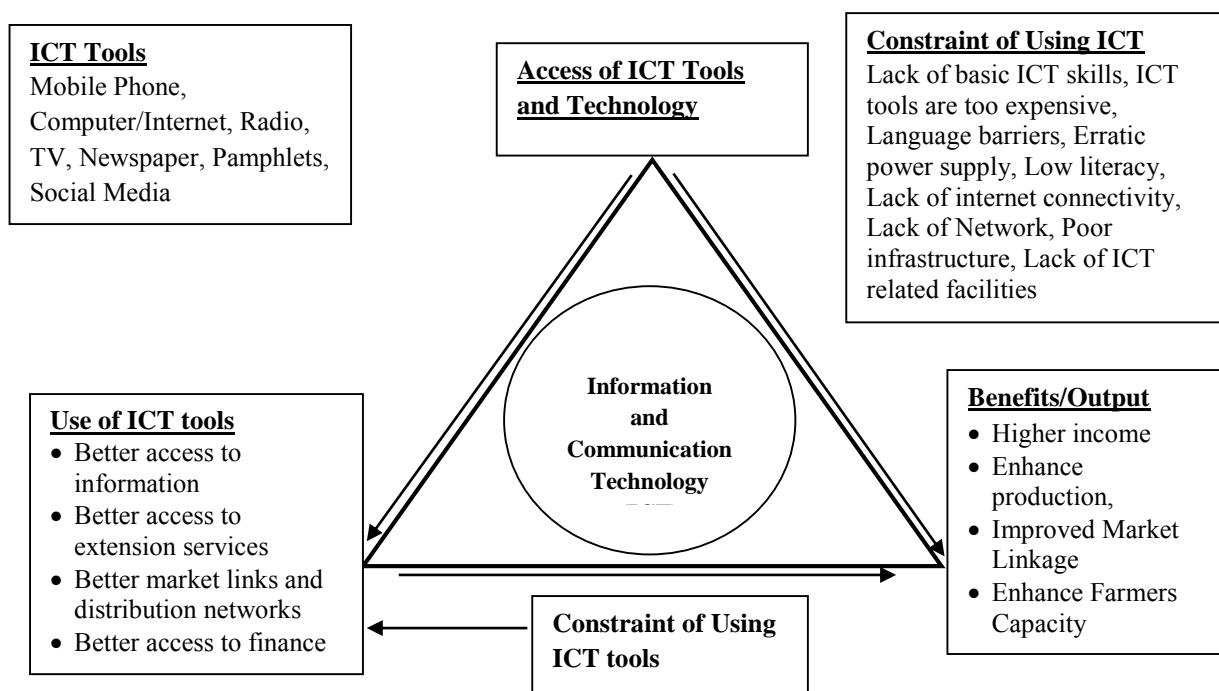 ICT Tools
Mobile Phone,
Computer/Internet, Radio,
TV, Newspaper, Pamphlets,
Social Media
Access of ICT Tools
and Technology
Constraint of Using ICT
Lack of basic ICT skills, ICT
tools are too expensive,
Language barriers, Erratic
power supply, Low literacy,
Lack of internet connectivity,
Lack of Network, Poor
infrastructure, Lack of ICT
related facilities
Information
and
Communication
Technology
Use of ICT tools
• Better access to
information
• Better access to
extension services
• Better market links and
distribution networks
• Better access to finance
Benefits/Output
• Higher income
• Enhance
production,
• Improved Market
Linkage
• Enhance Farmers
Capacity
Constraint of Using
ICT tools